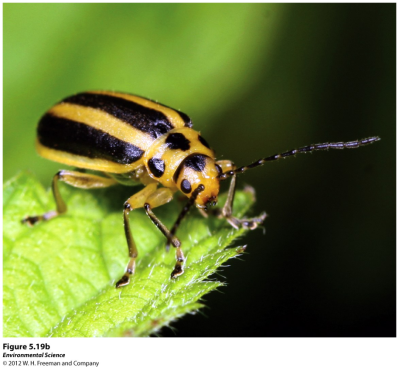 Figure 5.19b
Environmental Science
© 2012 W. H. Freeman and Company